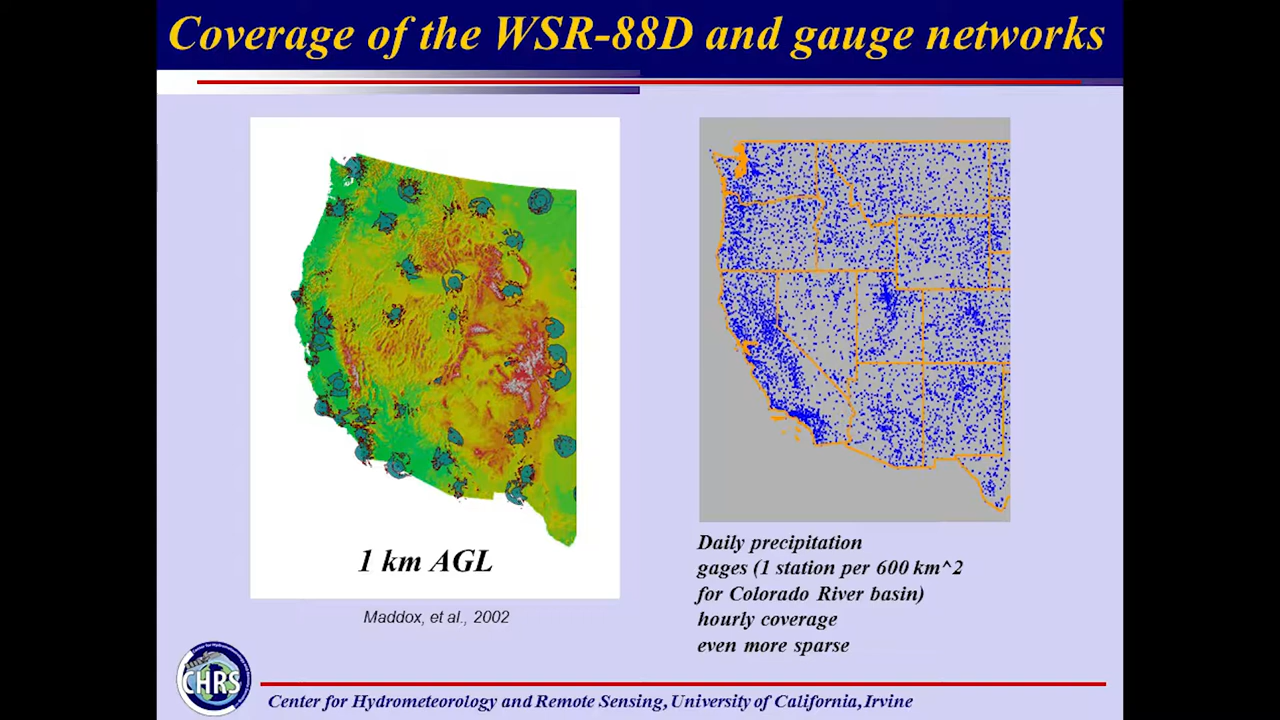 Coverage of the WSR-88D and gauge networks
1 km AGL
Maddox, et al., 2002
Daily precipitation
gages (1 station per 600 km^2
for Colorado River basin)
hourly coverage
even more sparse
CHRS
Center for Hydrometeorology and Remote Sensing, University of California, Irvine